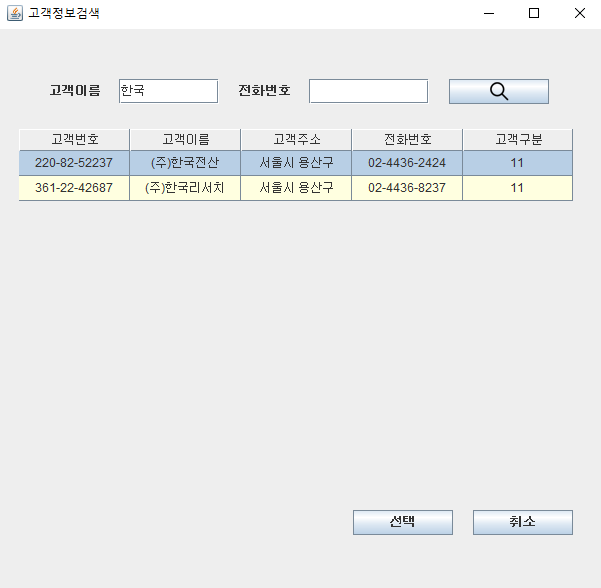 고객정보검색
고객이름 한국 전화번호
고객번호 고객이름 고객주소 전화번호 고객구분
220-82-52237 (주)한국전산 서울시 용산구 02-4436-2424 11
361-22-42687 (주)한국리서치 서울시 용산구 02-4436-8237 11
선택 취소